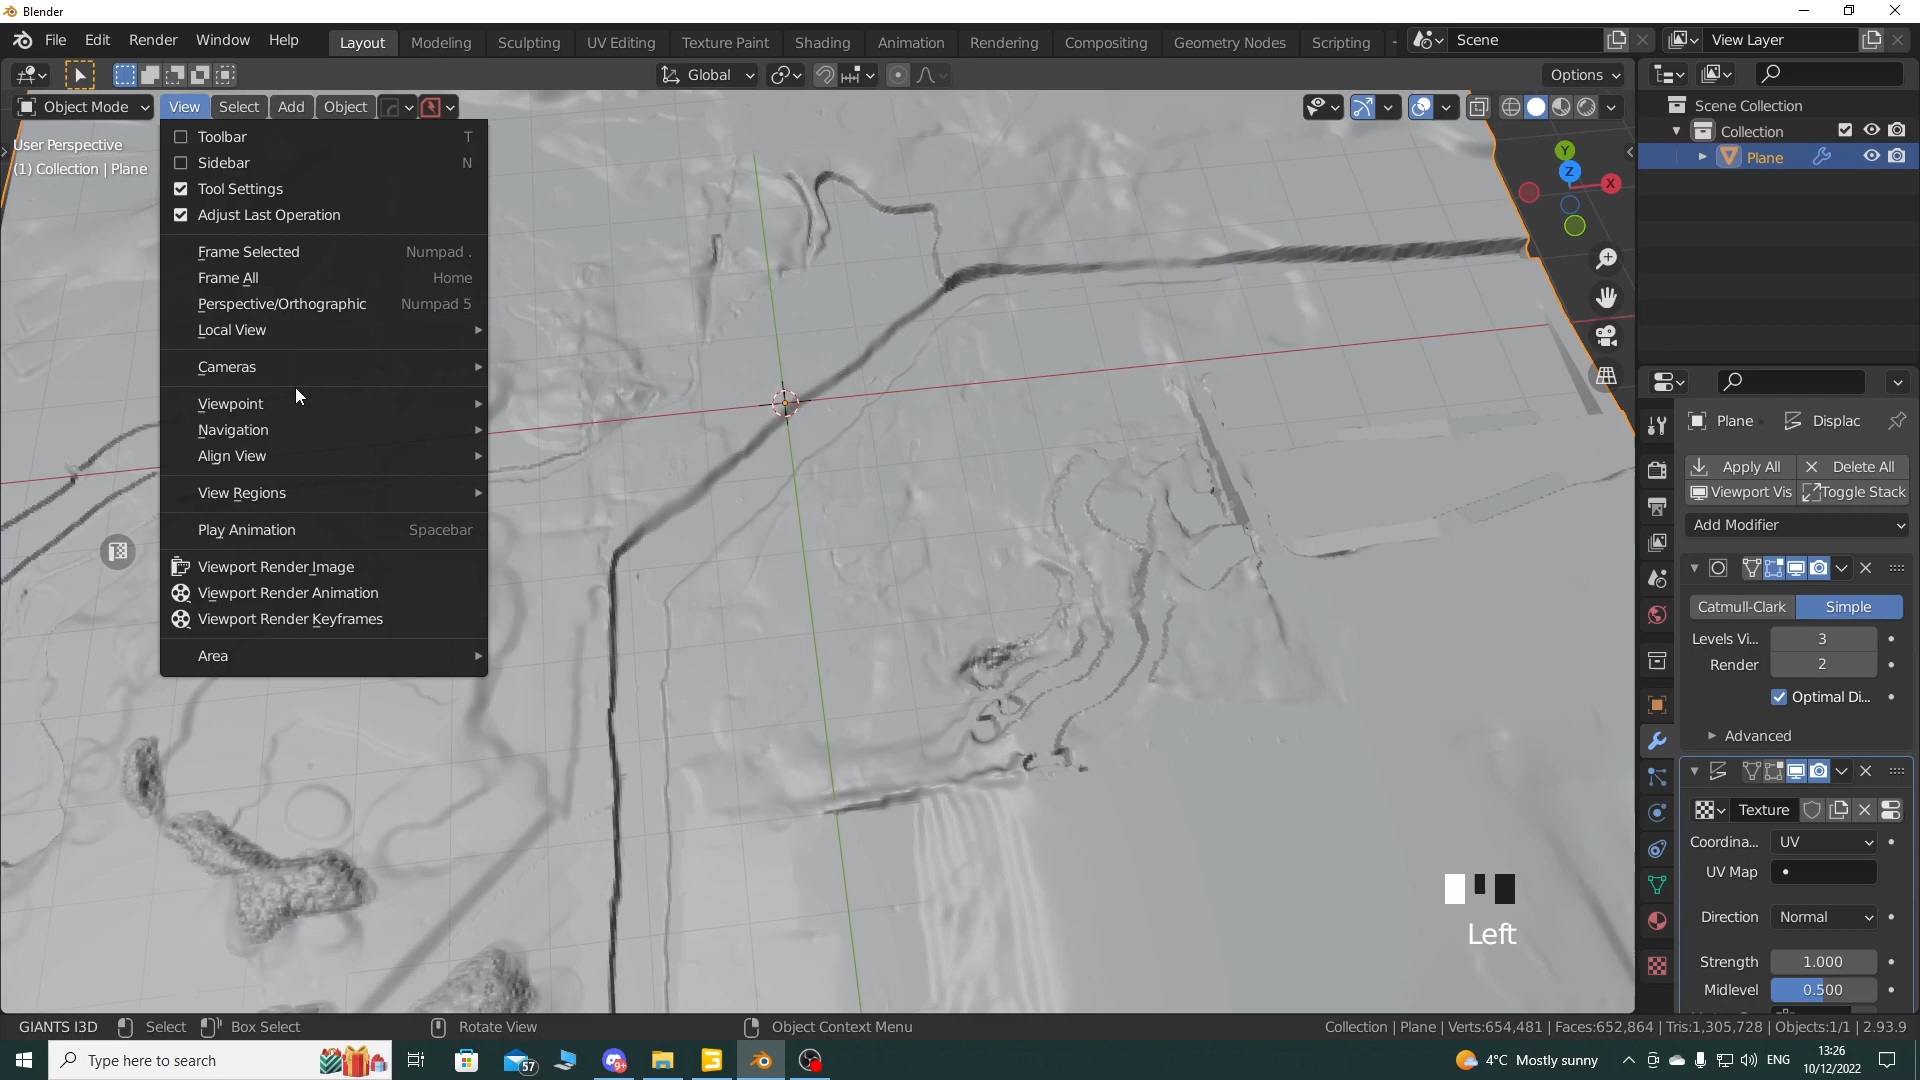 Blender
File Edit Render Window Help Layout Modeling Sculpting UV Editing Texture Paint Shading Animation Rendering Compositing Geometry Nodes Scripting Scene View Layer
Global Options
Object Mode View Select Add Object
Scene Collection
Collection
Plane
User Perspective
(1) Collection | Plane
Toolbar T
Sidebar N
Tool Settings
Adjust Last Operation
Frame Selected Numpad .
Frame All Home
Perspective/Orthographic Numpad 5
Local View
Cameras
Viewpoint
Navigation
Align View
View Regions
Play Animation Spacebar
Viewport Render Image
Viewport Render Animation
Viewport Render Keyframes
Area
Y
Z
X
Plane Displac
Apply All Delete All
Viewport Vis Toggle Stack
Add Modifier
Catmull-Clark Simple
Levels Vi... 3
Render 2
Optimal Di...
Advanced
Texture
Coordina... UV
UV Map
Direction Normal
Strength 1.000
Midlevel 0.500
Left
GIANTS I3D Select Box Select Rotate View Object Context Menu Collection | Plane | Verts:654,481 | Faces:652,864 | Tris:1,305,728 | Objects:1/1 | 2.93.9
Type here to search 57 4°C Mostly sunny ENG 13:26
10/12/2022